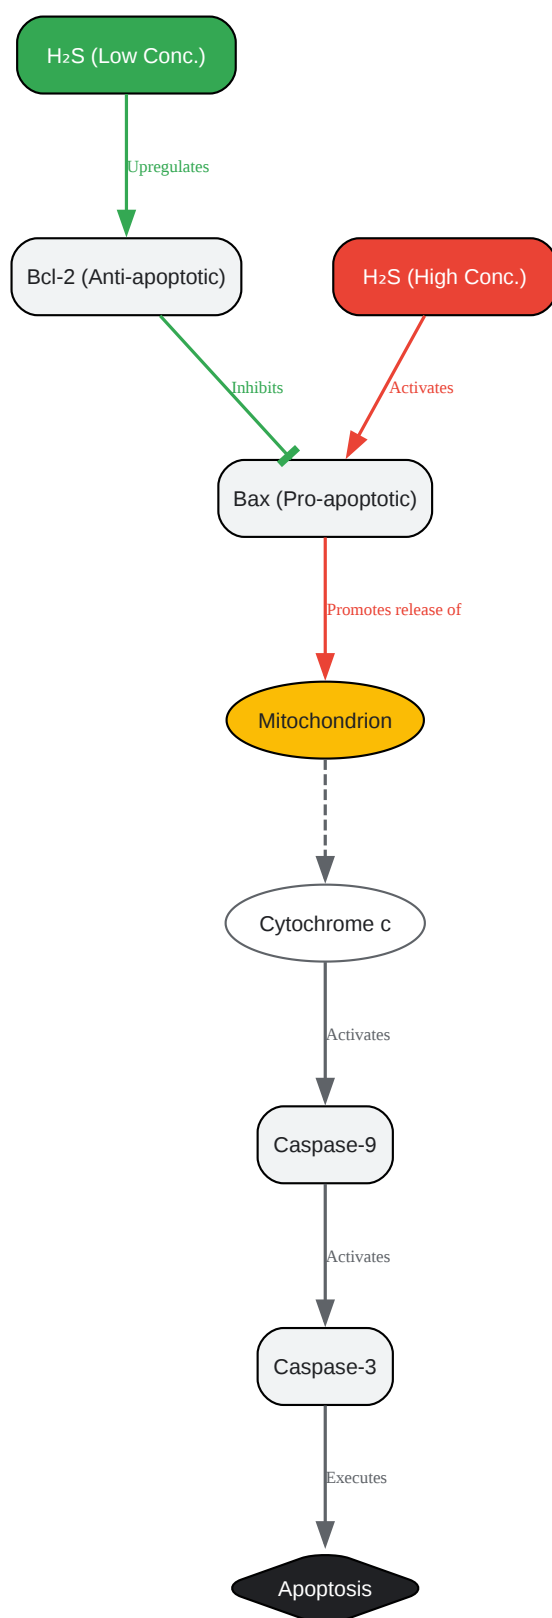 H₂S (Low Conc.)
Upregulates
Bcl-2 (Anti-apoptotic)
H₂S (High Conc.)
Inhibits
Activates
Bax (Pro-apoptotic)
Promotes release of
Mitochondrion
Cytochrome c
Activates
Caspase-9
Activates
Caspase-3
Executes
Apoptosis